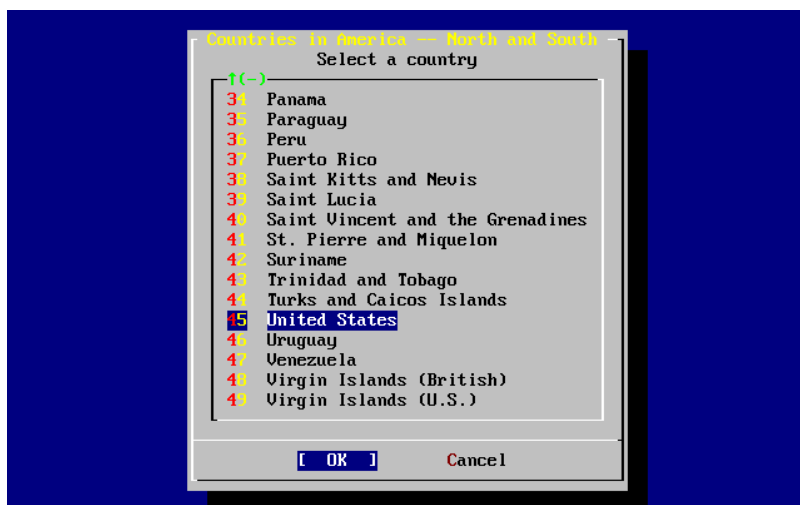 Countries in America -- North and South
Select a country
↑(-)
34 Panama
35 Paraguay
36 Peru
37 Puerto Rico
38 Saint Kitts and Nevis
39 Saint Lucia
40 Saint Vincent and the Grenadines
41 St. Pierre and Miquelon
42 Suriname
43 Trinidad and Tobago
44 Turks and Caicos Islands
45 United States
46 Uruguay
47 Venezuela
48 Virgin Islands (British)
49 Virgin Islands (U.S.)
[ OK ] Cancel